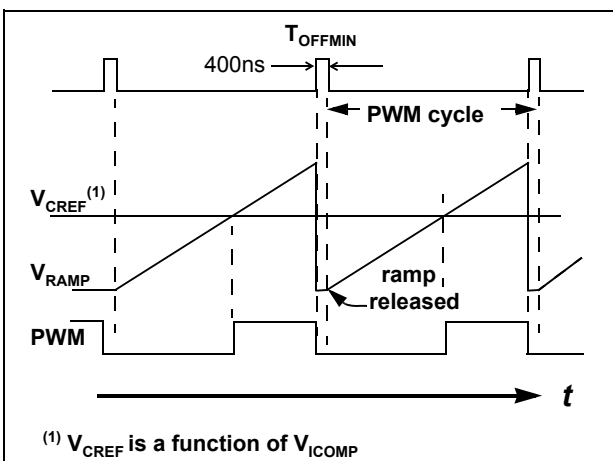 T_OFFMIN
400ns
PWM cycle
V_CREF^(1)
V_RAMP
ramp
released
PWM
t
(1) V_CREF is a function of V_ICOMP